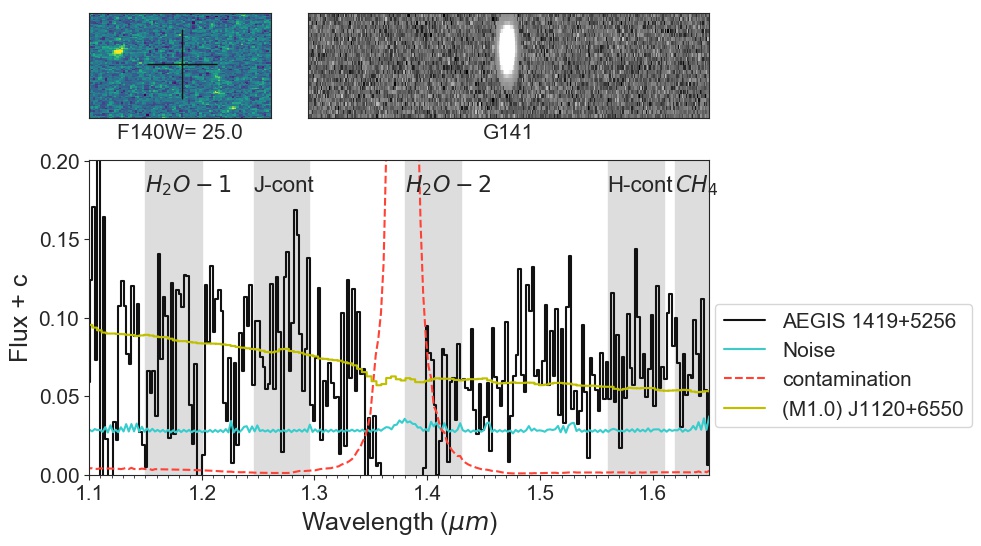 F140W= 25.0 G141
H₂O − 1 J-cont H₂O − 2 H-cont CH₄
0.20
0.15
0.10
0.05
0.00
Flux + c
1.1 1.2 1.3 1.4 1.5 1.6
Wavelength (μm)
AEGIS 1419+5256
Noise
contamination
(M1.0) J1120+6550